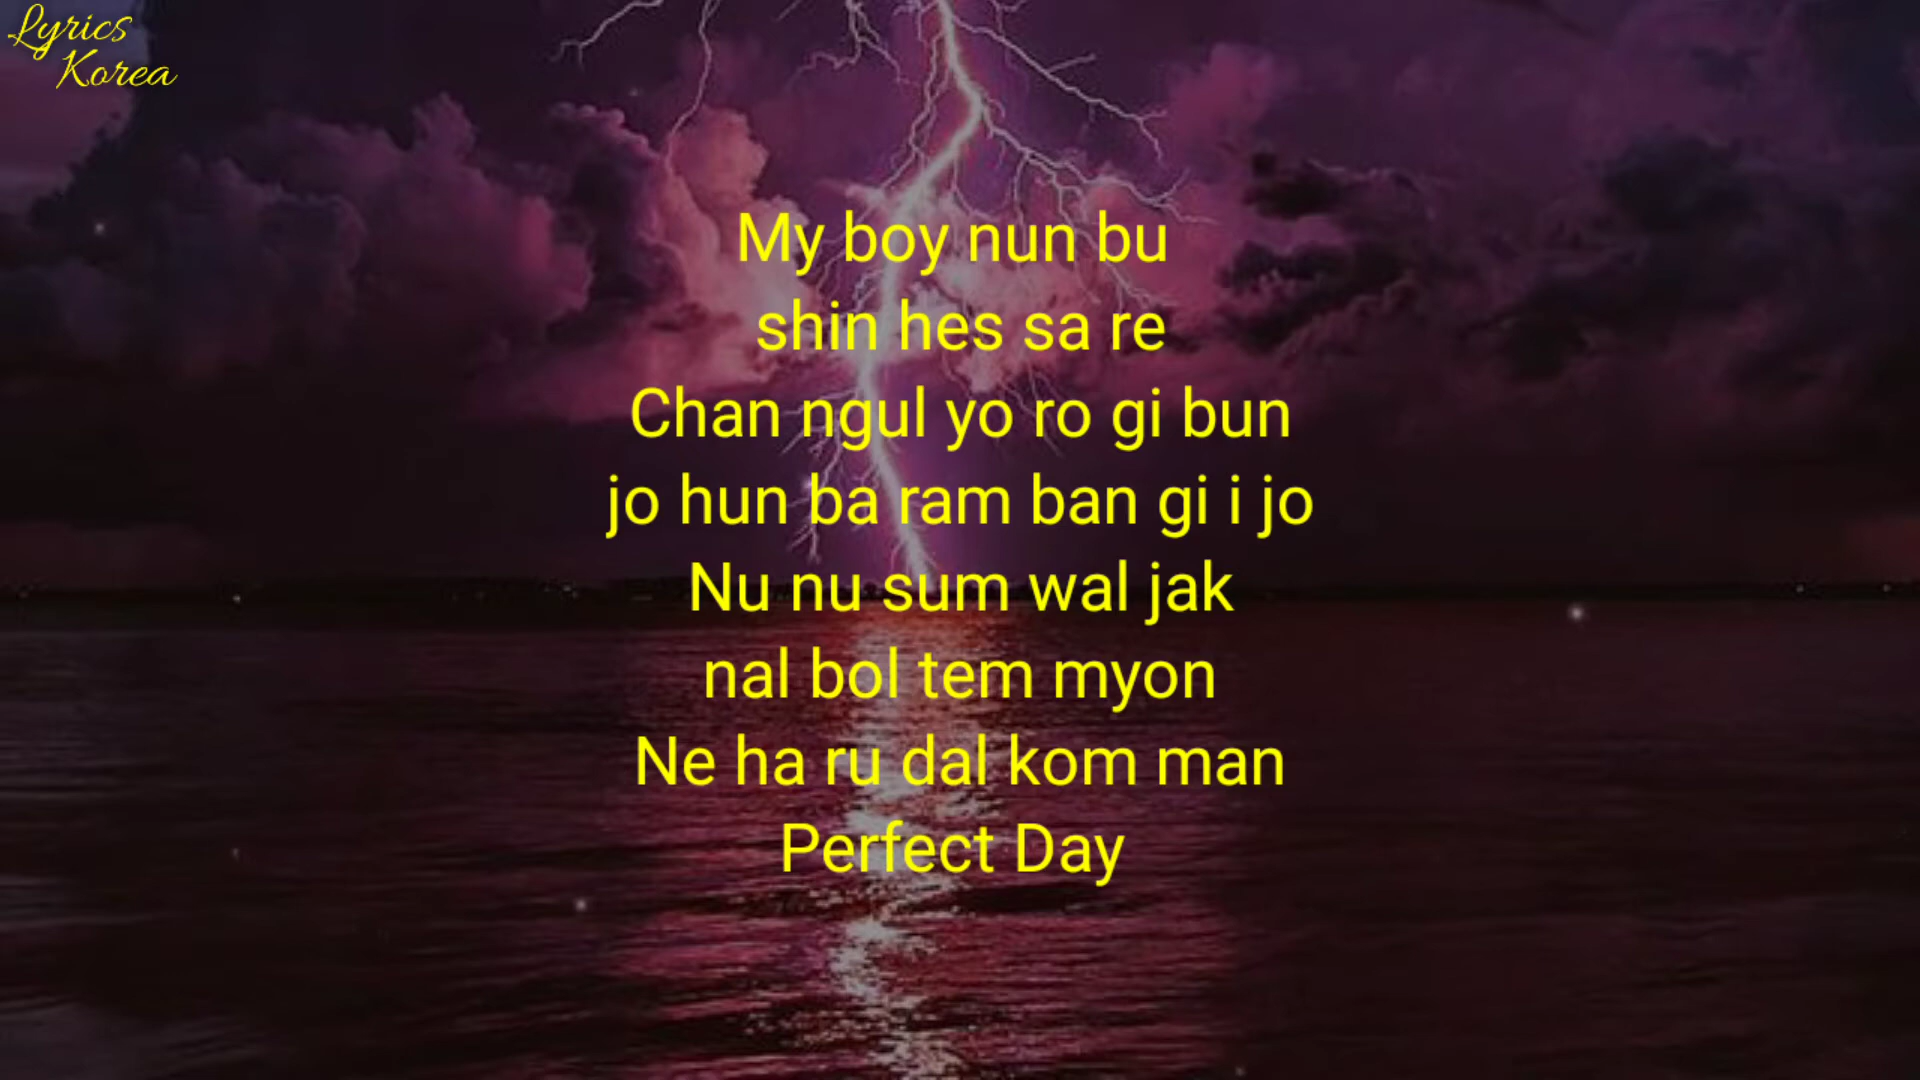 Lyrics
Korea
My boy nun bu
shin hes sa re
Chan ngul yo ro gi bun
jo hun ba ram ban gi i jo
Nu nu sum wal jak
nal bol tem myon
Ne ha ru dal kom man
Perfect Day